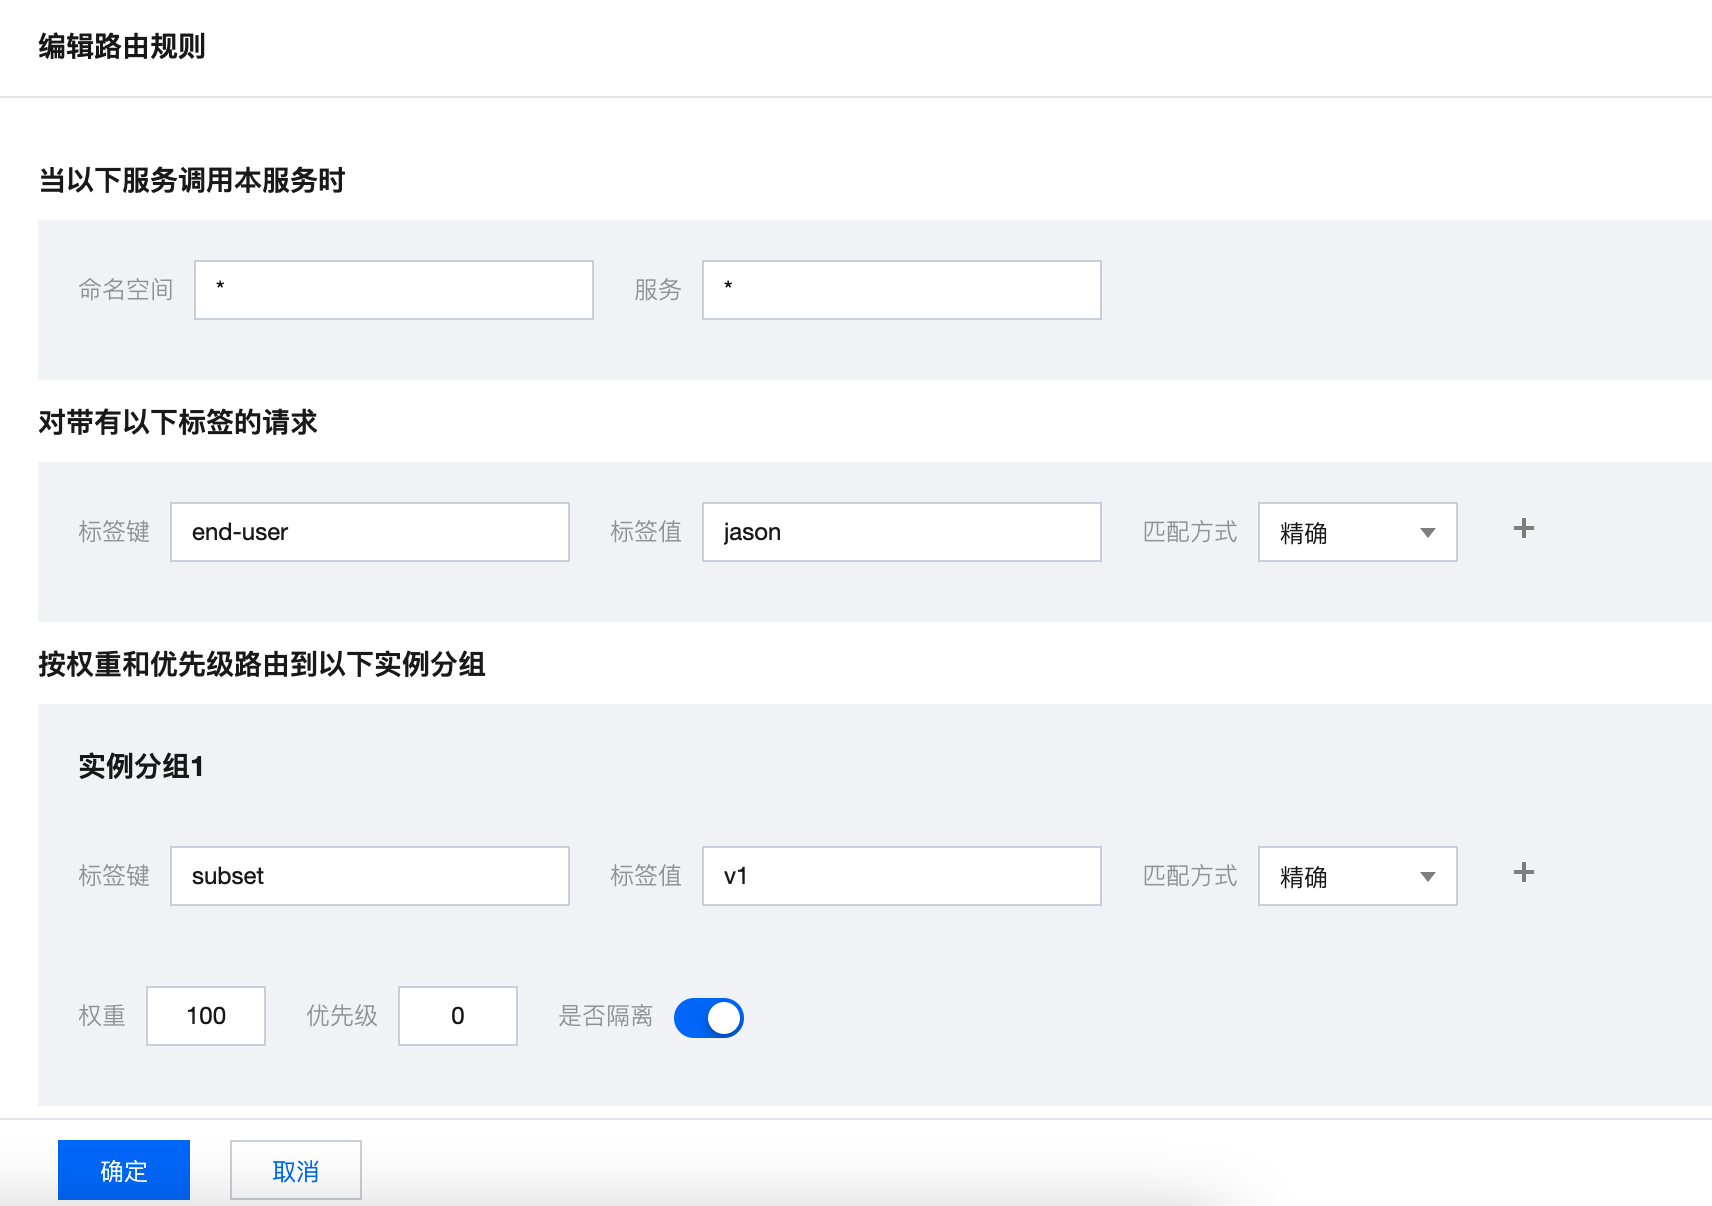 编辑路由规则
当以下服务调用本服务时
命名空间 * 服务 *
对带有以下标签的请求
标签键 end-user 标签值 jason 匹配方式 精确 +
按权重和优先级路由到以下实例分组
实例分组1
标签键 subset 标签值 v1 匹配方式 精确 +
权重 100 优先级 0 是否隔离
确定 取消